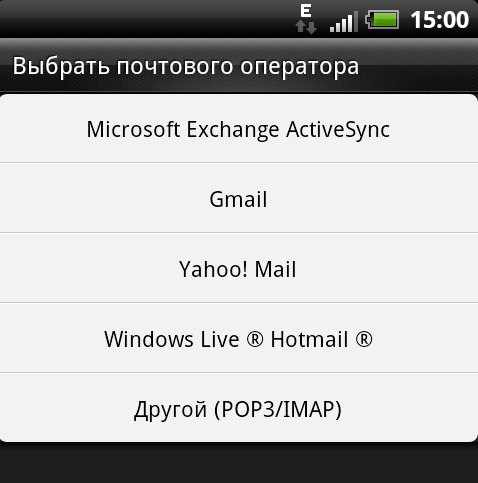 E 15:00
Выбрать почтового оператора
Microsoft Exchange ActiveSync
Gmail
Yahoo! Mail
Windows Live ® Hotmail ®
Другой (POP3/IMAP)